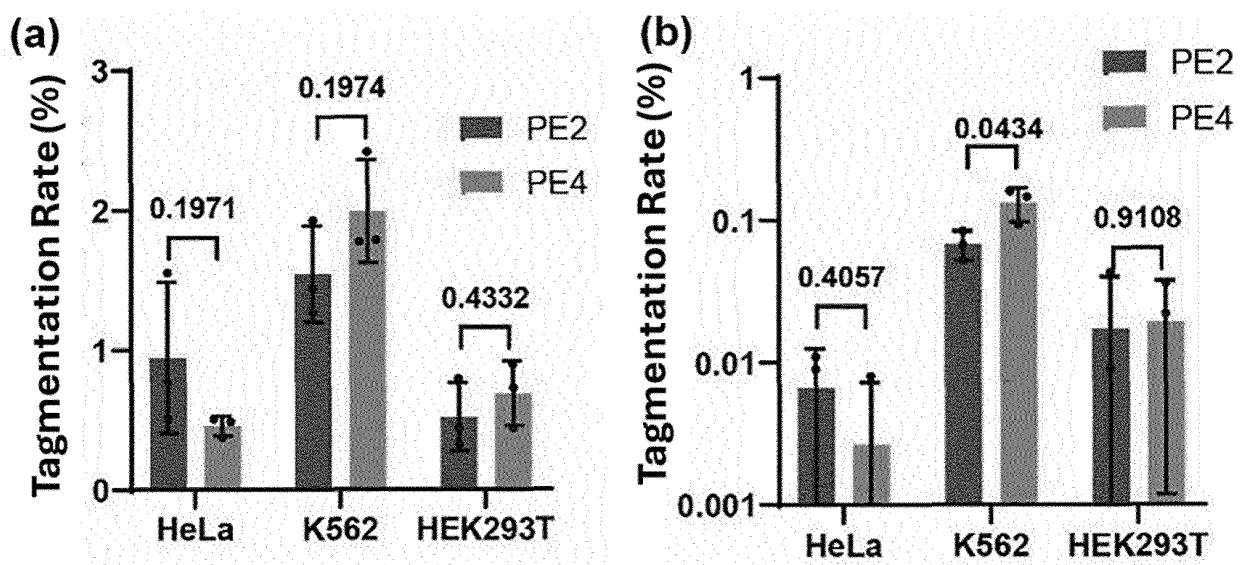 (a)
Tagmentation Rate (%)
3
2
1
0
0.1971
0.1974
0.4332
PE2
PE4
HeLa
K562
HEK293T
(b)
Tagmentation Rate (%)
1
0.1
0.01
0.001
0.4057
0.0434
0.9108
PE2
PE4
HeLa
K562
HEK293T